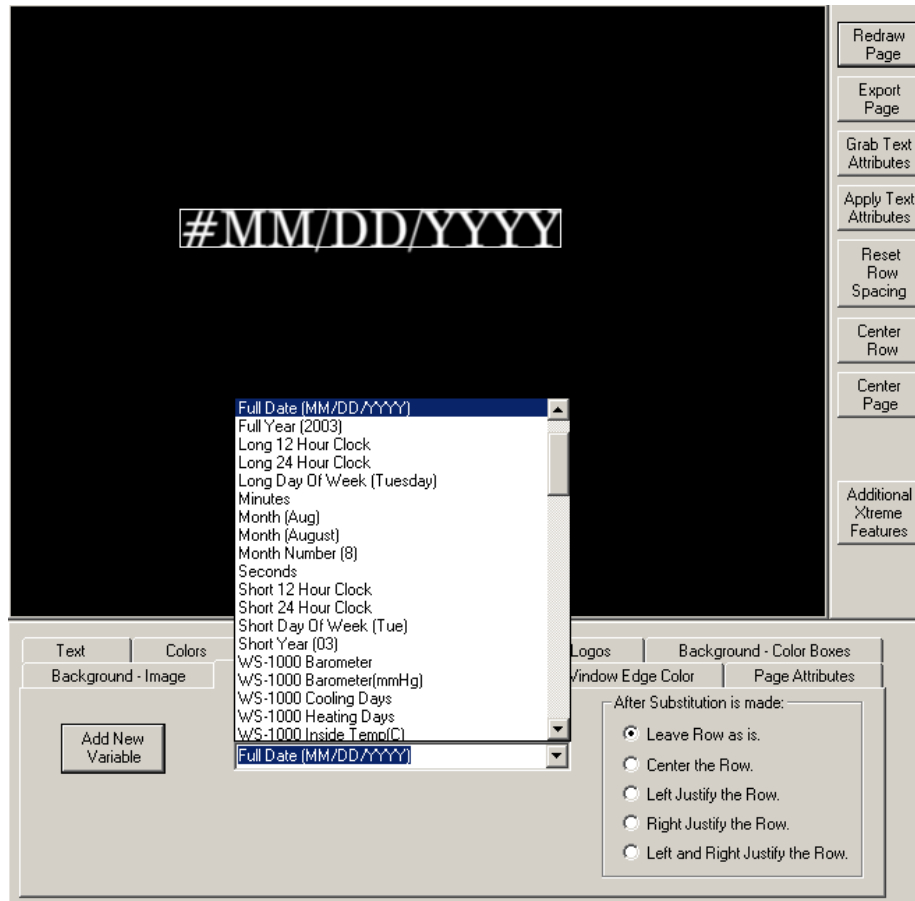 Redraw
Page
Export
Page
Grab Text
Attributes
Apply Text
Attributes
Reset
Row
Spacing
Center
Row
Center
Page
Additional
Xtreme
Features
#MM/DD/YYYY
Full Date (MM/DD/YYYY)
Full Year (2003)
Long 12 Hour Clock
Long 24 Hour Clock
Long Day Of Week (Tuesday)
Minutes
Month (Aug)
Month (August)
Month Number (8)
Seconds
Short 12 Hour Clock
Short 24 Hour Clock
Short Day Of Week (Tue)
Short Year (03)
WS-1000 Barometer
WS-1000 Barometer(mmHg)
WS-1000 Cooling Days
WS-1000 Heating Days
WS-1000 Inside Temp(C)
Full Date (MM/DD/YYYY)
Text Colors Logos Background - Color Boxes
Background - Image Window Edge Color Page Attributes
Add New
Variable
After Substitution is made:
Leave Row as is.
Center the Row.
Left Justify the Row.
Right Justify the Row.
Left and Right Justify the Row.